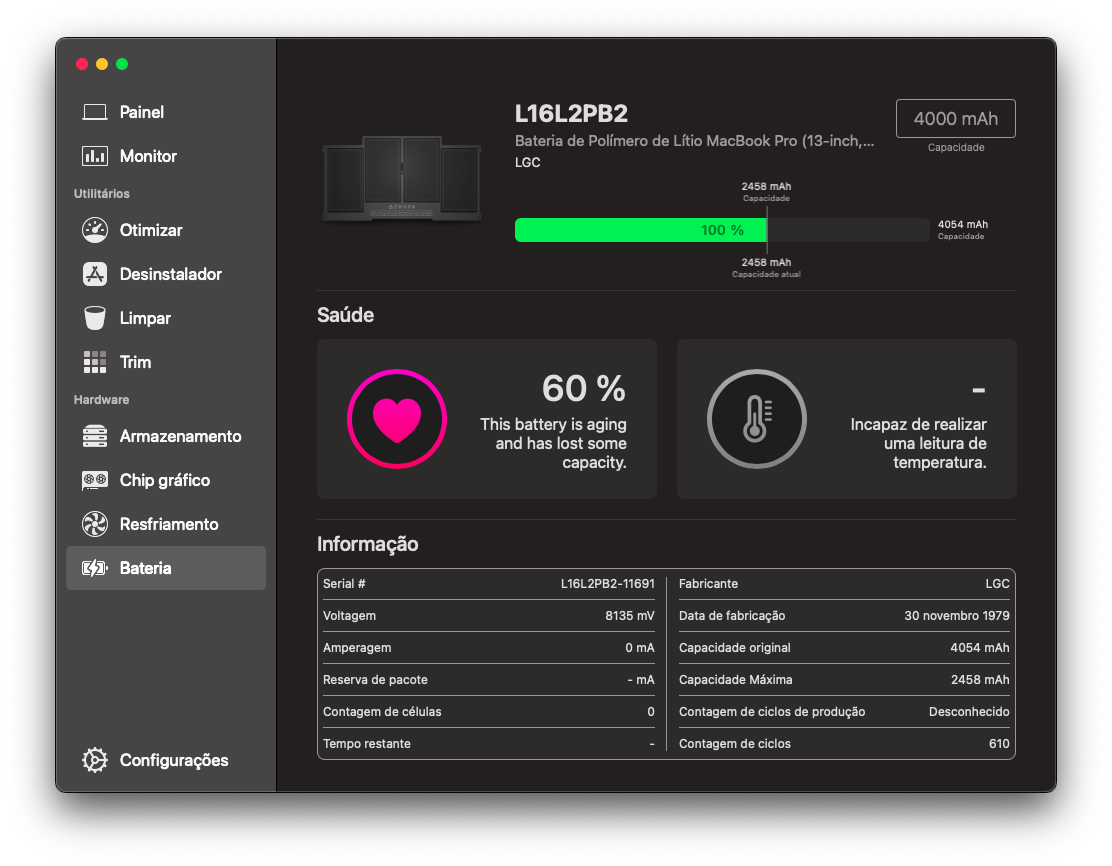 Painel
Monitor
Utilitários
Otimizar
Desinstalador
Limpar
Trim
Hardware
Armazenamento
Chip gráfico
Resfriamento
Bateria
Configurações
L16L2PB2
Bateria de Polímero de Lítio MacBook Pro (13-inch,...
LGC
4000 mAh
Capacidade
2458 mAh
Capacidade
100 %
4054 mAh
Capacidade
2458 mAh
Capacidade atual
Saúde
60 %
This battery is aging
and has lost some
capacity.
-
Incapaz de realizar
uma leitura de
temperatura.
Informação
Serial # L16L2PB2-11691
Voltagem 8135 mV
Amperagem 0 mA
Reserva de pacote - mA
Contagem de células 0
Tempo restante -
Fabricante LGC
Data de fabricação 30 novembro 1979
Capacidade original 4054 mAh
Capacidade Máxima 2458 mAh
Contagem de ciclos de produção Desconhecido
Contagem de ciclos 610